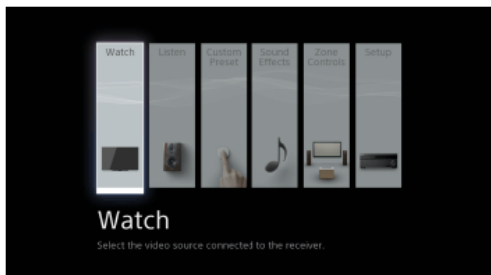 Watch
Listen
Custom
Preset
Sound
Effects
Zone
Controls
Setup
Watch
Select the video source connected to the receiver.